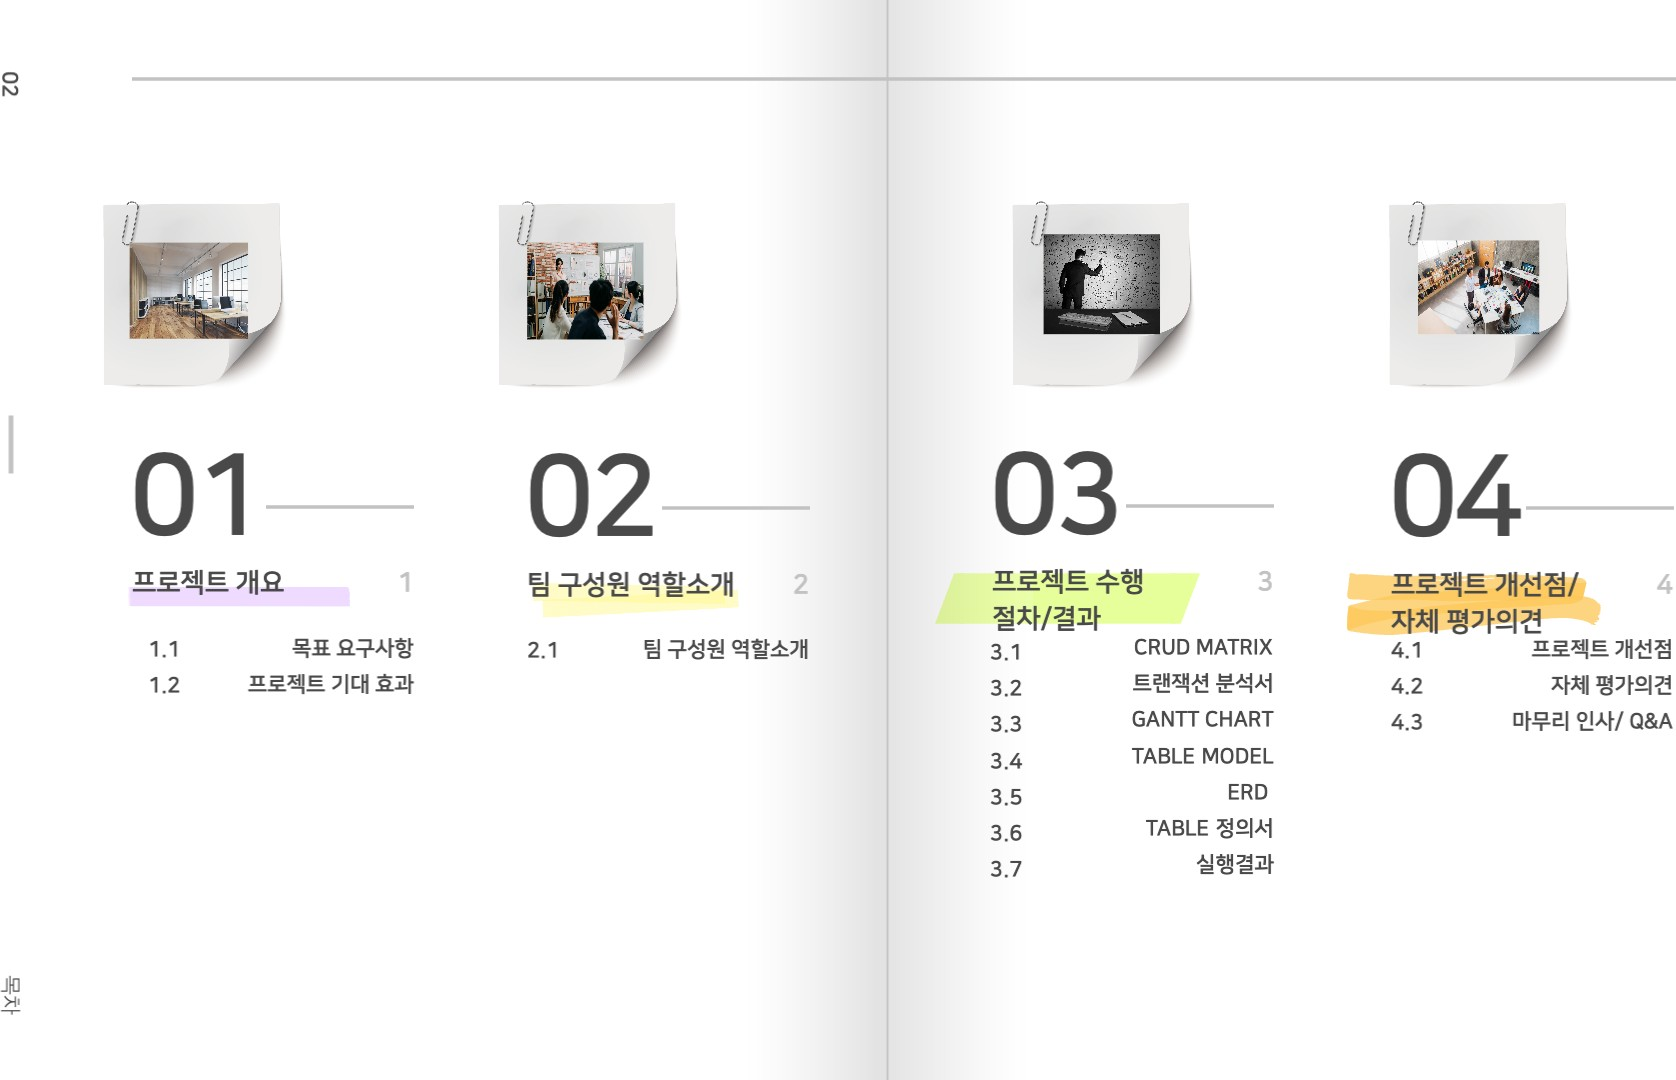 02
목차
01
프로젝트 개요 1
1.1 목표 요구사항
1.2 프로젝트 기대 효과
02
팀 구성원 역할소개 2
2.1 팀 구성원 역할소개
03
프로젝트 수행 3
절차/결과
3.1 CRUD MATRIX
3.2 트랜잭션 분석서
3.3 GANTT CHART
3.4 TABLE MODEL
3.5 ERD
3.6 TABLE 정의서
3.7 실행결과
04
프로젝트 개선점/ 4
자체 평가의견
4.1 프로젝트 개선점
4.2 자체 평가의견
4.3 마무리 인사/ Q&A